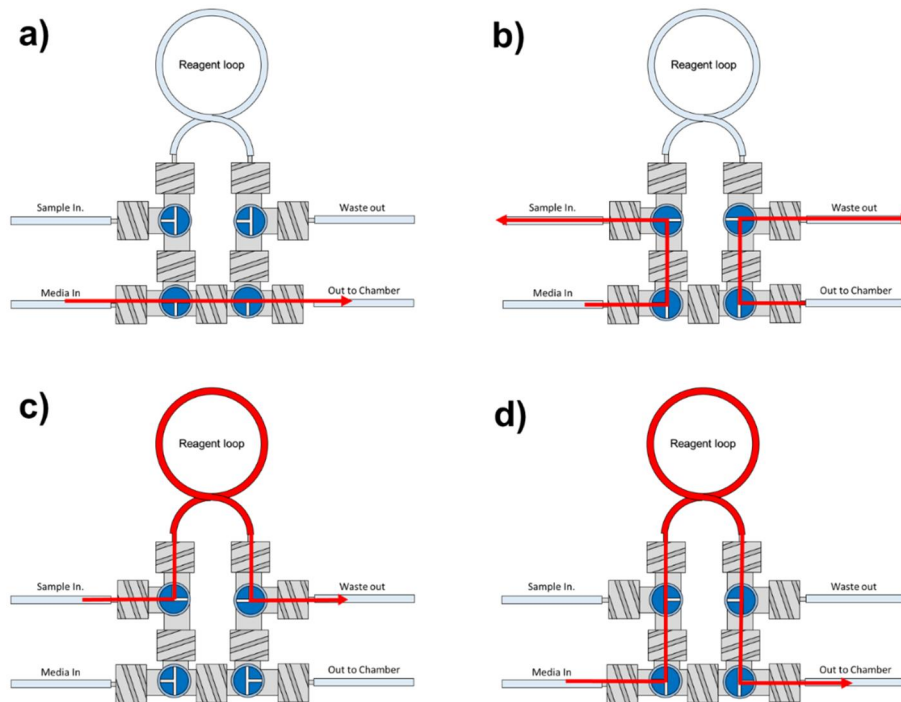 a)
Reagent loop
Sample In.
Waste out
Media In
Out to Chamber
b)
Reagent loop
Sample In.
Waste out
Media In
Out to Chamber
c)
Reagent loop
Sample In.
Waste out
Media In
Out to Chamber
d)
Reagent loop
Sample In.
Waste out
Media In
Out to Chamber